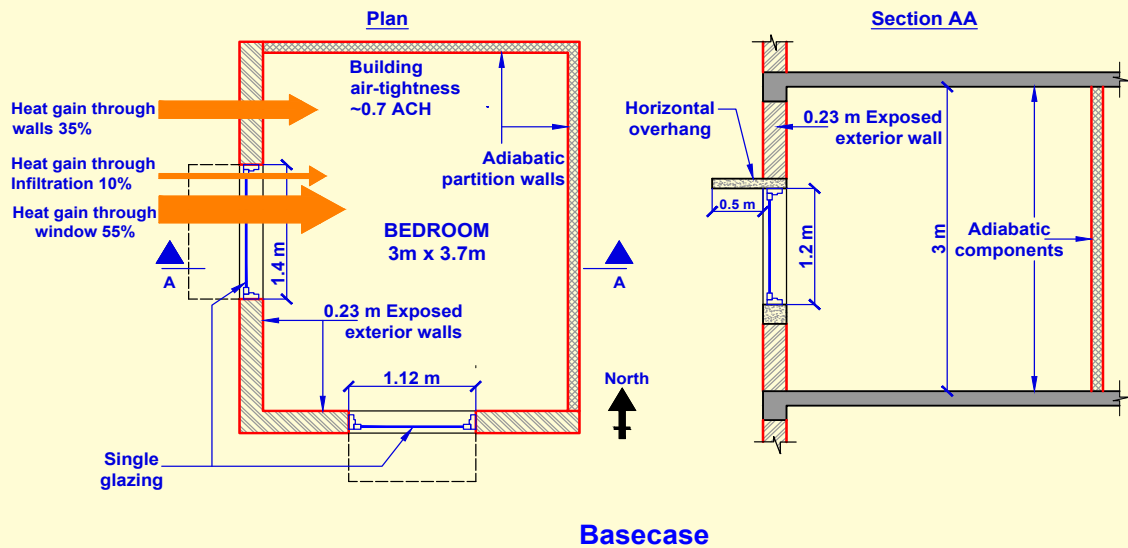 Plan
Building
air-tightness
~0.7 ACH
Heat gain through
walls 35%
Heat gain through
Infiltration 10%
Heat gain through
window 55%
Adiabatic
partition walls
BEDROOM
3m x 3.7m
1.4 m
A
A
0.23 m Exposed
exterior walls
1.12 m
North
Single
glazing
Section AA
Horizontal
overhang
0.23 m Exposed
exterior wall
0.5 m
1.2 m
3 m
Adiabatic
components
Basecase